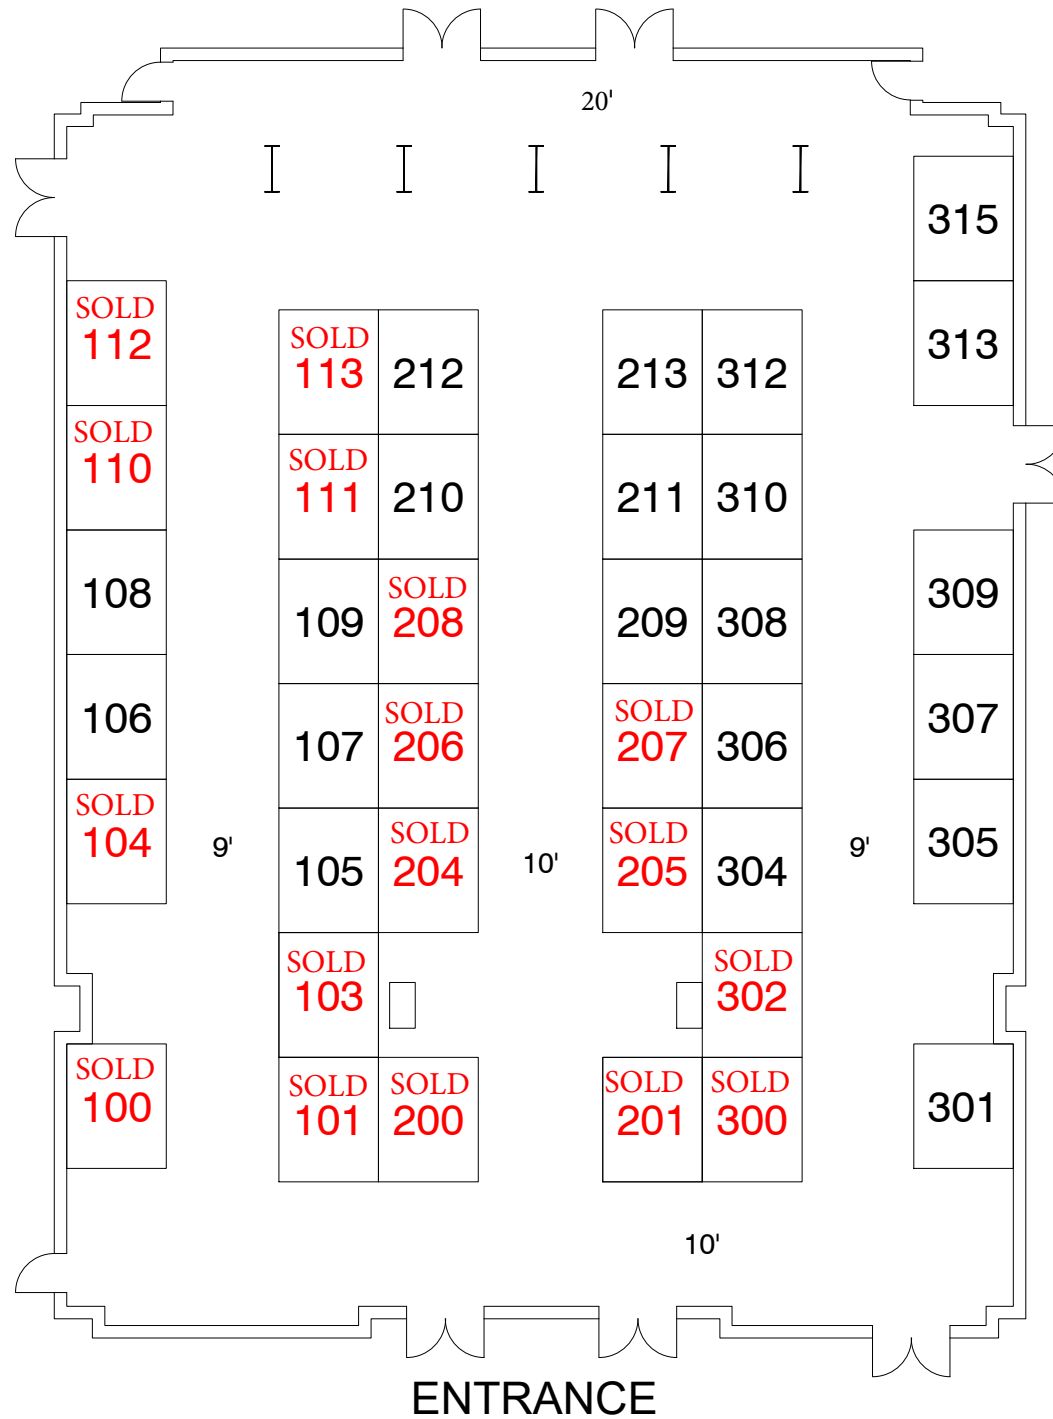 20'
315
SOLD
112
313
SOLD
113
212
213
312
SOLD
110
SOLD
111
210
211
310
108
109
SOLD
208
209
308
309
106
107
SOLD
206
SOLD
207
306
307
SOLD
104
9'
105
SOLD
204
10'
SOLD
205
304
9'
305
SOLD
103
SOLD
302
SOLD
100
SOLD
101
SOLD
200
SOLD
201
SOLD
300
301
10'
ENTRANCE